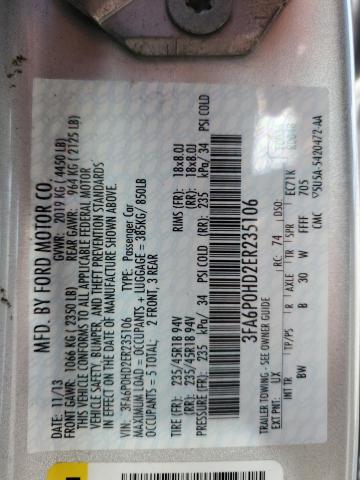 MFD. BY FORD MOTOR CO.
DATE: 11/13 GVWR: 2019 KG ( 4450 LB)
FRONT GAWR: 1066 KG ( 2350 LB) REAR GAWR: 964 KG ( 2125 LB)
THIS VEHICLE CONFORMS TO ALL APPLICABLE FEDERAL MOTOR
VEHICLE SAFETY, BUMPER, AND THEFT PREVENTION STANDARDS
IN EFFECT ON THE DATE OF MANUFACTURE SHOWN ABOVE.
VIN: 3FA6P0HD2ER235106 TYPE: Passenger Car
MAXIMUM LOAD = OCCUPANTS + LUGGAGE = 385KG/ 850LB
OCCUPANTS = 5 TOTAL: 2 FRONT, 3 REAR
TIRE (FR): 235/45R18 94V RIMS (FR): 18x8.0J
TIRE (RR): 235/45R18 94V RIMS (RR): 18x8.0J
PRESSURE (FR): 235 kPa/ 34 PSI COLD (RR): 235 kPa/ 34 PSI COLD
3FA6P0HD2ER235106
TRAILER TOWING - SEE OWNER GUIDE
EXT PNT: UX RC: 74 DSO:
INT TR TP/PS R AXLE TR SPR EC71K
BW B 30 W FFFF 705
CMC ▽5U5A-5420472-AA